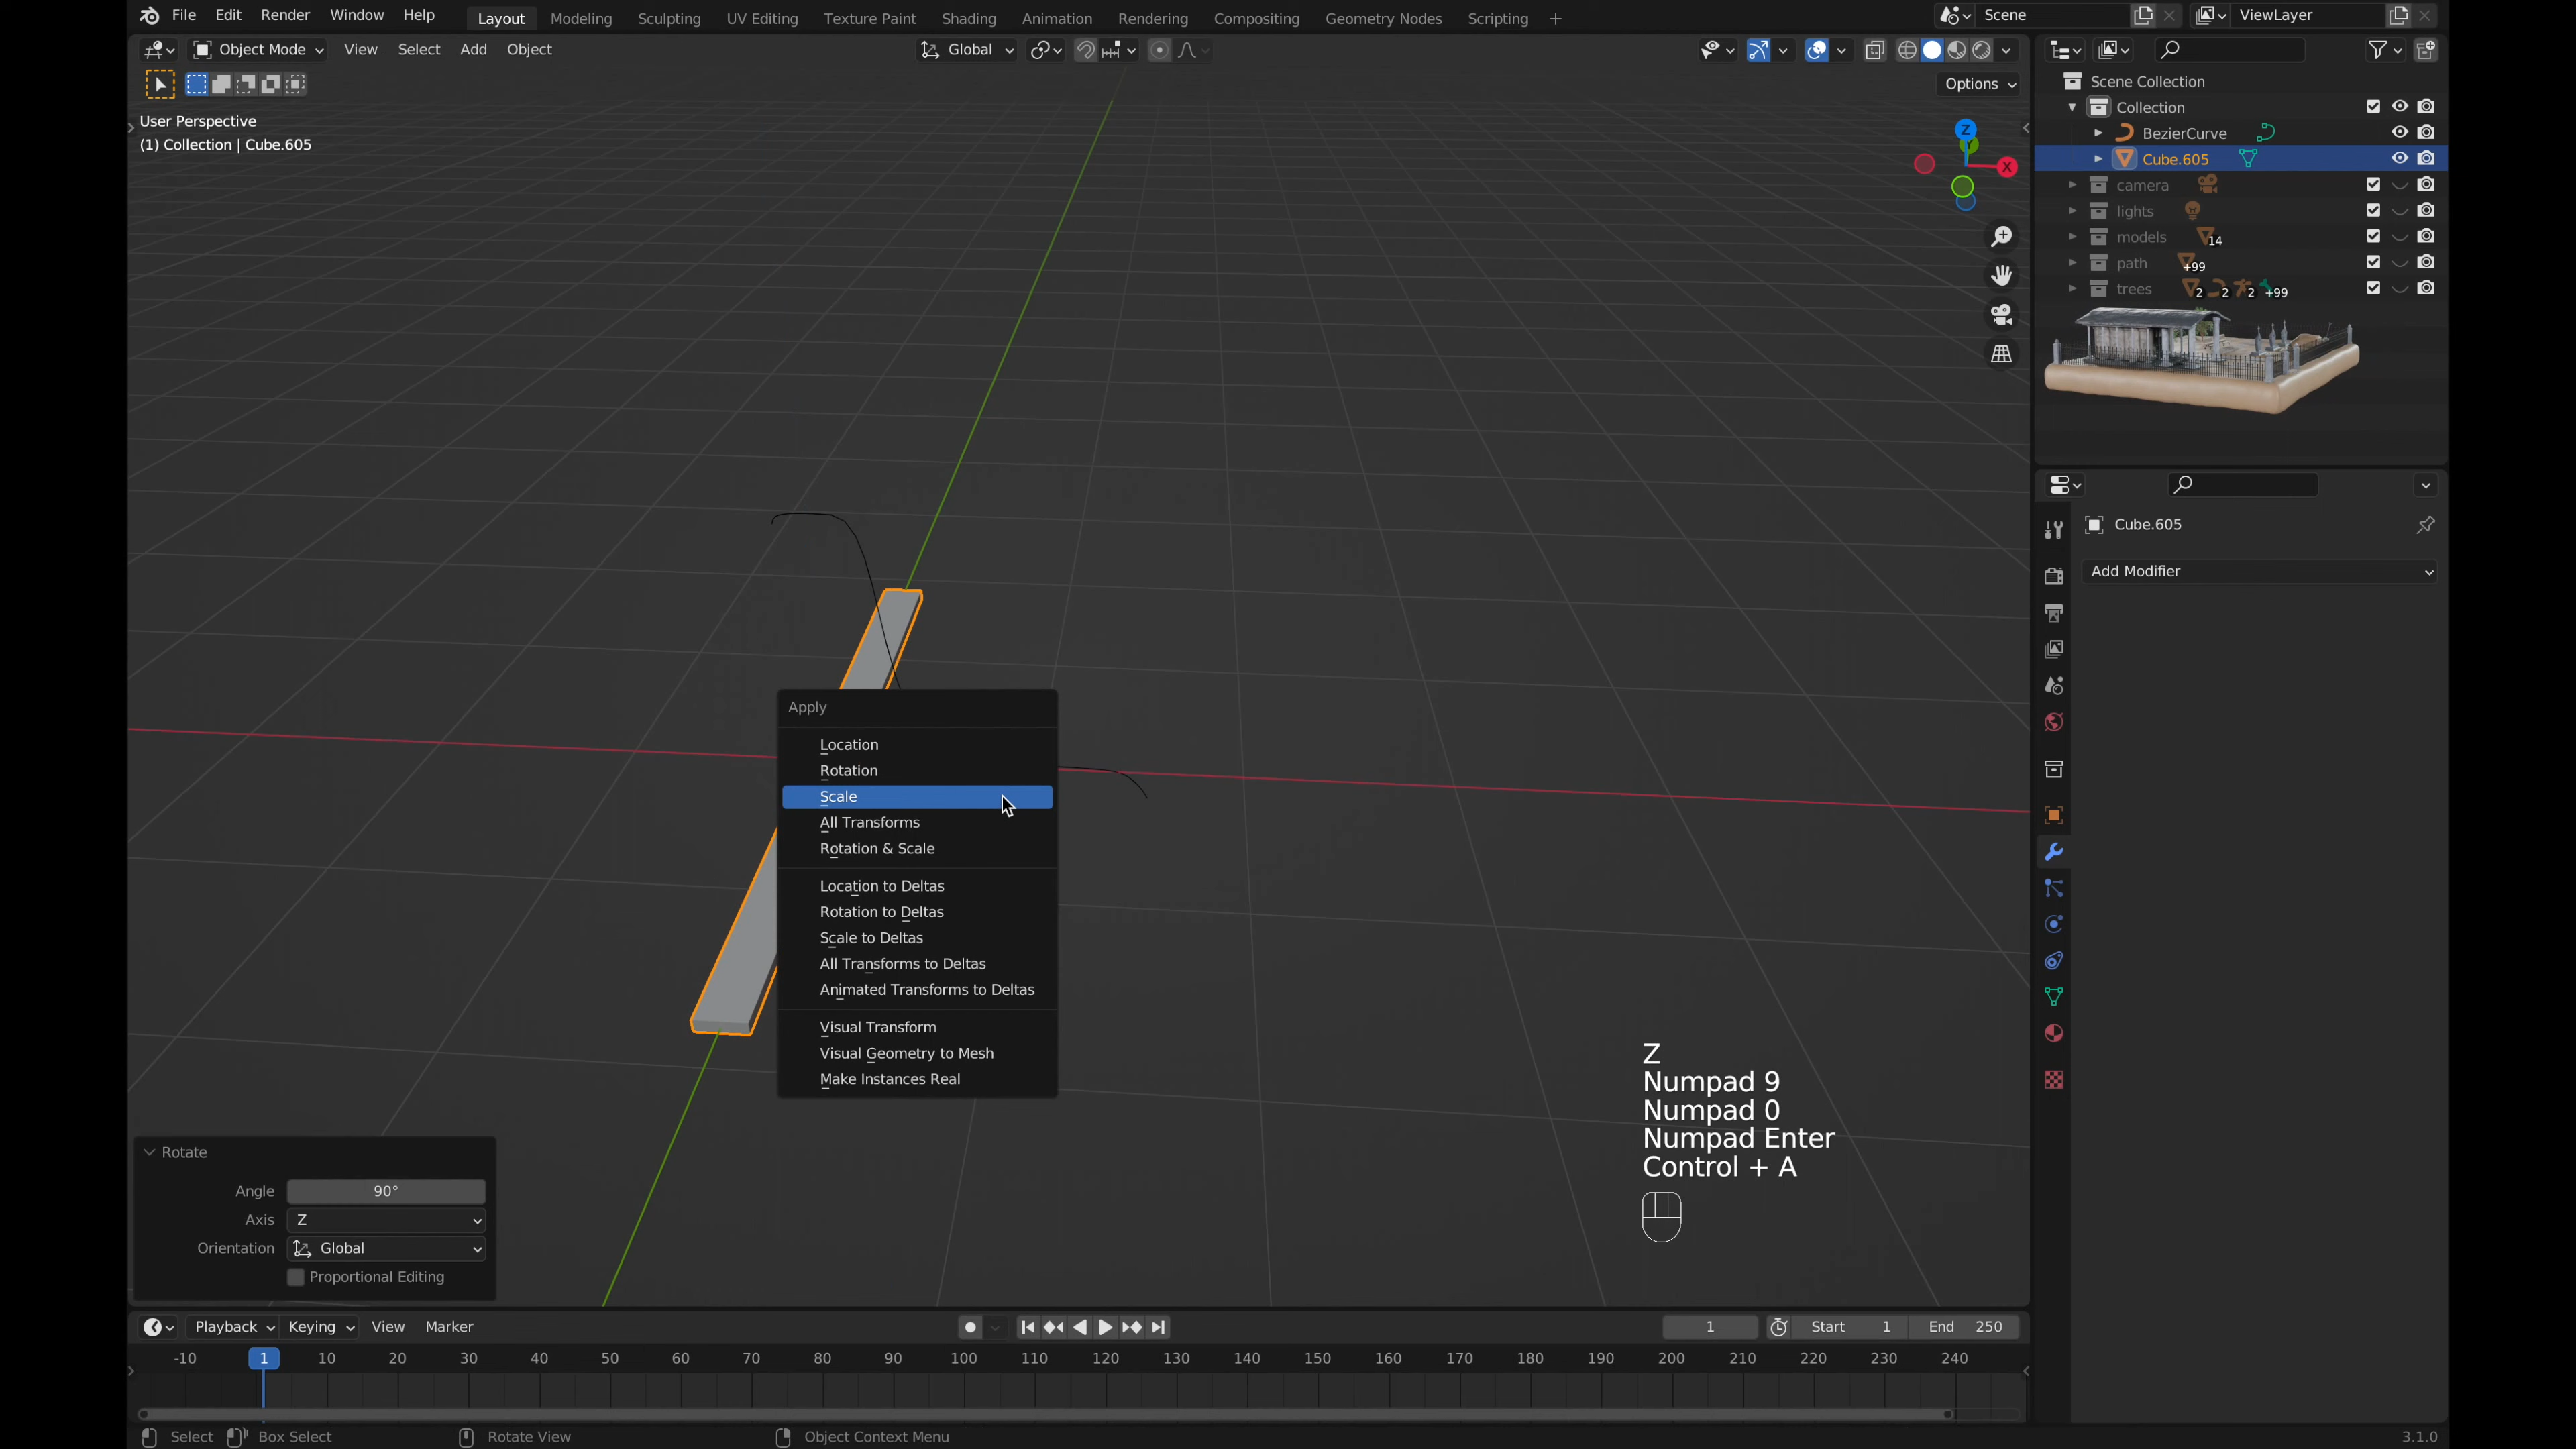 File Edit Render Window Help Layout Modeling Sculpting UV Editing Texture Paint Shading Animation Rendering Compositing Geometry Nodes Scripting + Scene ViewLayer
Object Mode View Select Add Object Global
Options
User Perspective
(1) Collection | Cube.605
Z
X
Scene Collection
Collection
BezierCurve
Cube.605
camera
lights
models 14
path +99
trees 2 2 2 +99
Cube.605
Add Modifier
Apply
Location
Rotation
Scale
All Transforms
Rotation & Scale
Location to Deltas
Rotation to Deltas
Scale to Deltas
All Transforms to Deltas
Animated Transforms to Deltas
Visual Transform
Visual Geometry to Mesh
Make Instances Real
Z
Numpad 9
Numpad 0
Numpad Enter
Control + A
Rotate
Angle 90°
Axis Z
Orientation Global
Proportional Editing
Playback Keying View Marker 1 Start 1 End 250
-10 1 10 20 30 40 50 60 70 80 90 100 110 120 130 140 150 160 170 180 190 200 210 220 230 240
Select Box Select Rotate View Object Context Menu 3.1.0